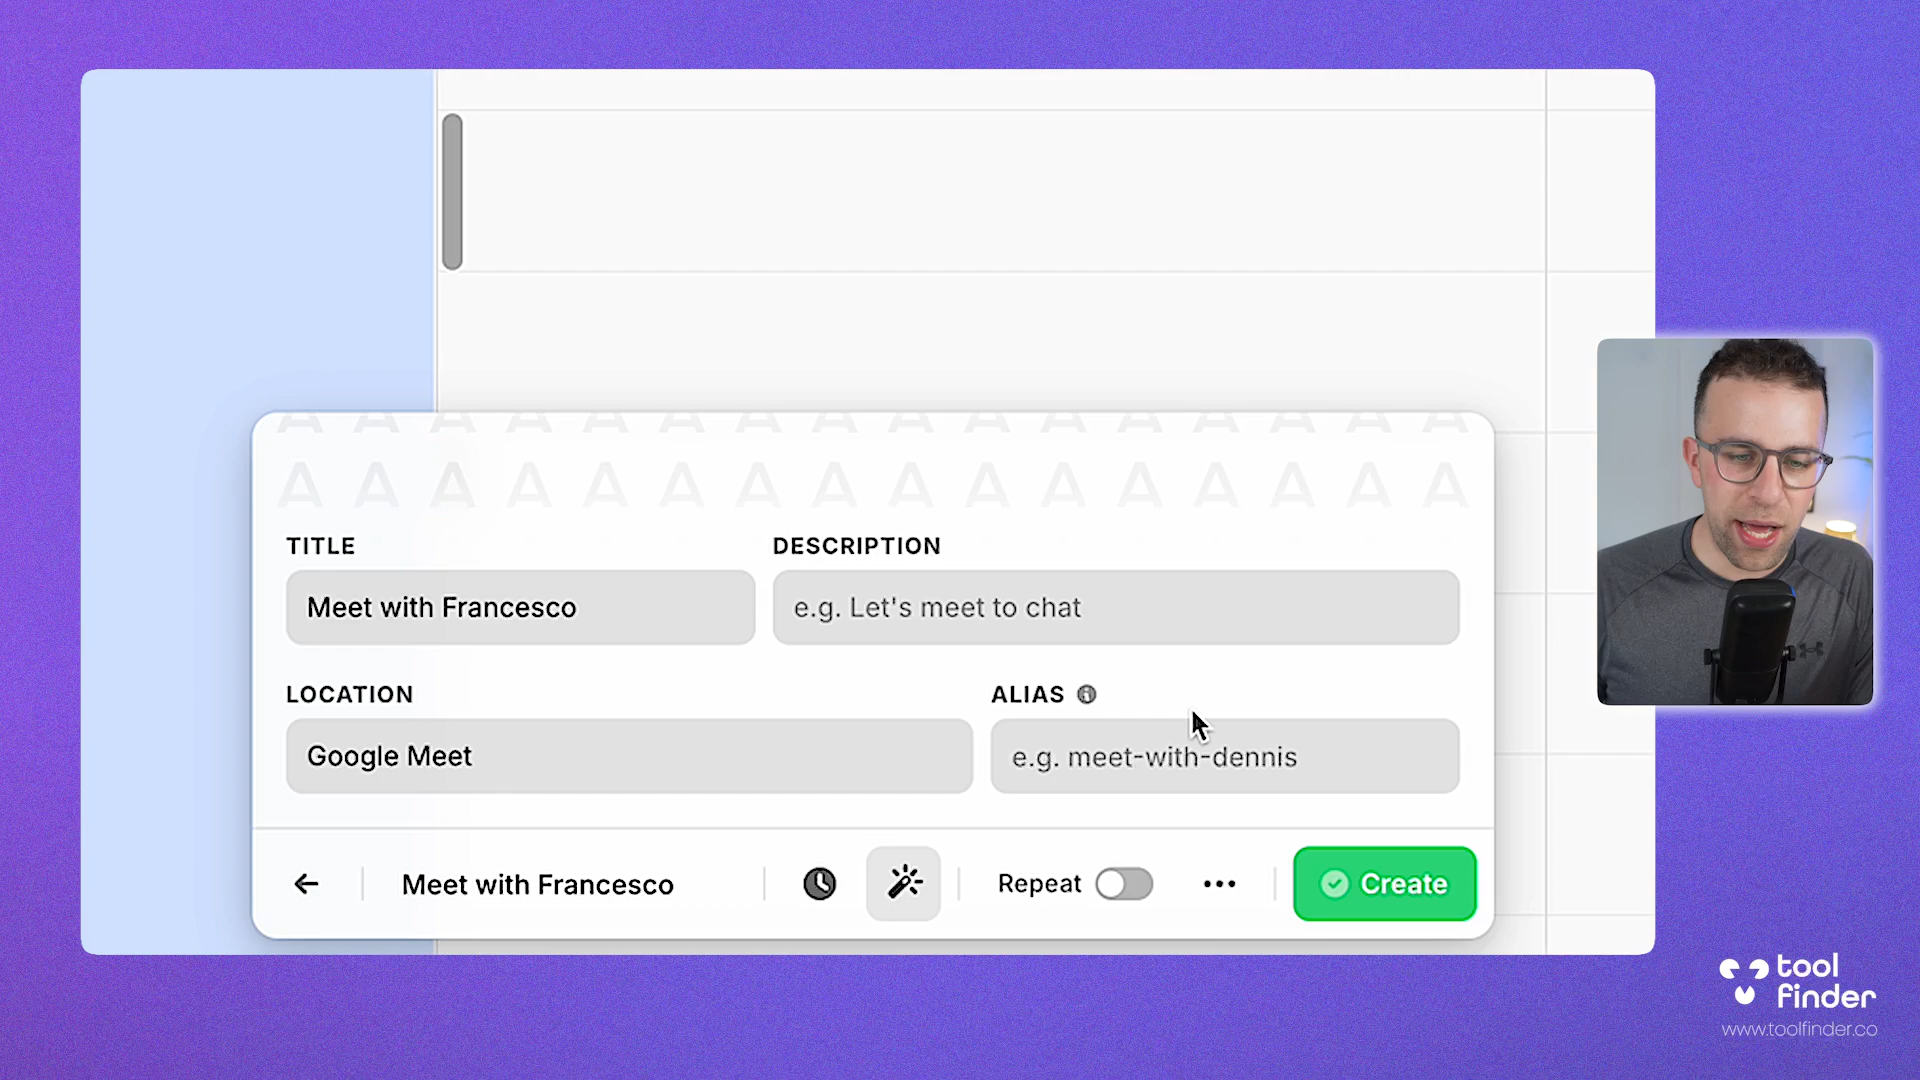 A A A A A A A A A A A A A A A A
A A A A A A A A A A A A A A A A
TITLE
DESCRIPTION
Meet with Francesco
e.g. Let's meet to chat
LOCATION
ALIAS
Google Meet
e.g. meet-with-dennis
Meet with Francesco
Repeat
Create
tool
finder
www.toolfinder.co